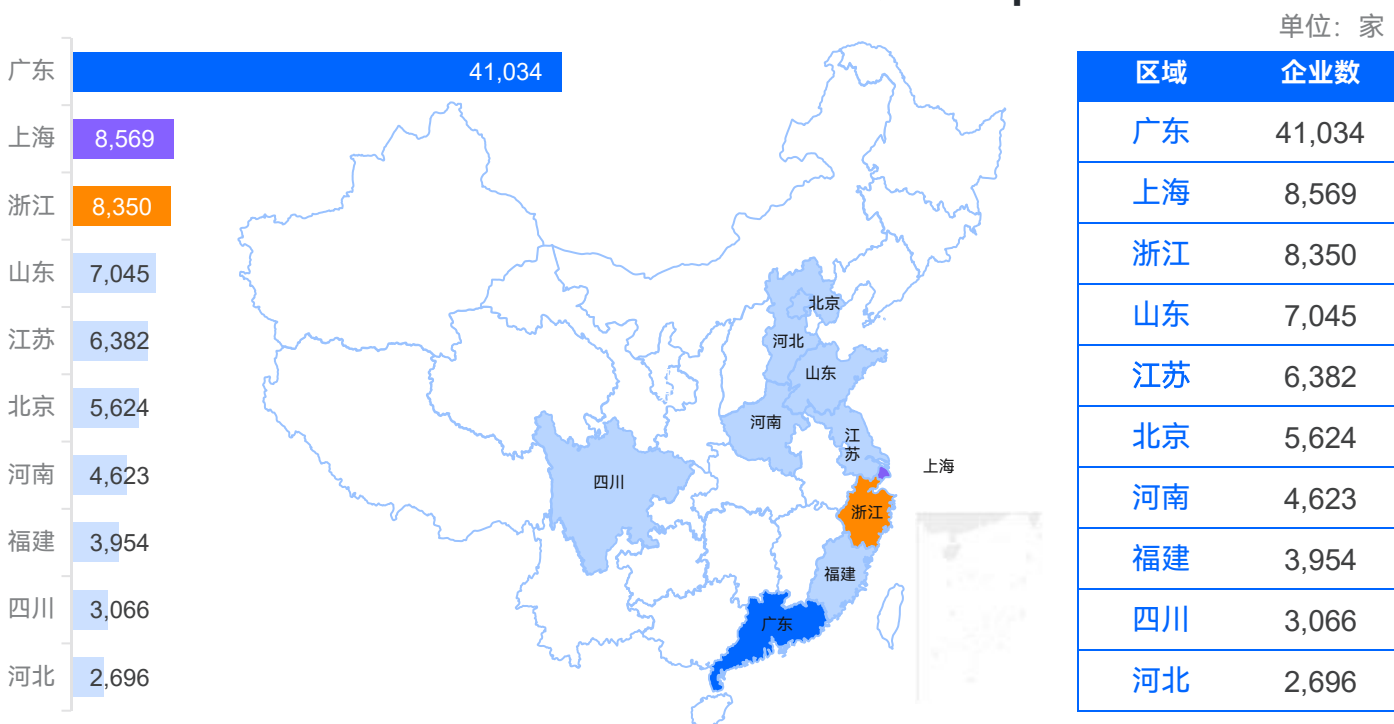 单位：家
广东 41,034
上海 8,569
浙江 8,350
山东 7,045
江苏 6,382
北京 5,624
河南 4,623
福建 3,954
四川 3,066
河北 2,696
北京
河北
山东
河南
江
苏
上海
四川
浙江
福建
广东
区域 企业数
广东 41,034
上海 8,569
浙江 8,350
山东 7,045
江苏 6,382
北京 5,624
河南 4,623
福建 3,954
四川 3,066
河北 2,696